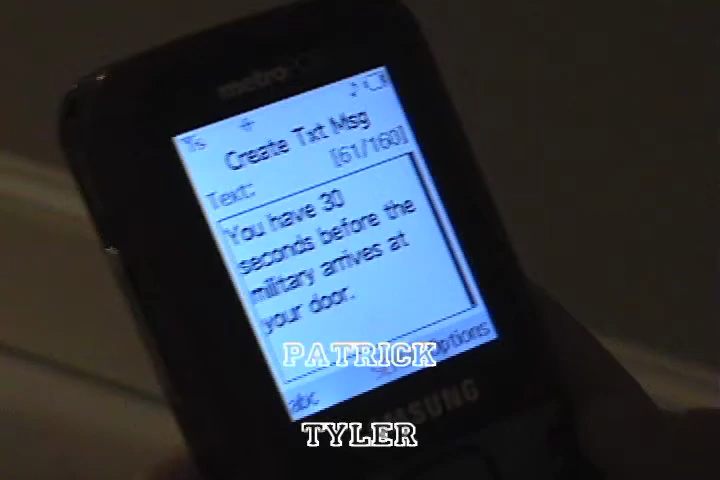 metroPCS
Create Txt Msg
[61/160]
Text:
You have 30
seconds before the
military arrives at
your door.
PATRICK
Options
abc
SAMSUNG
TYLER